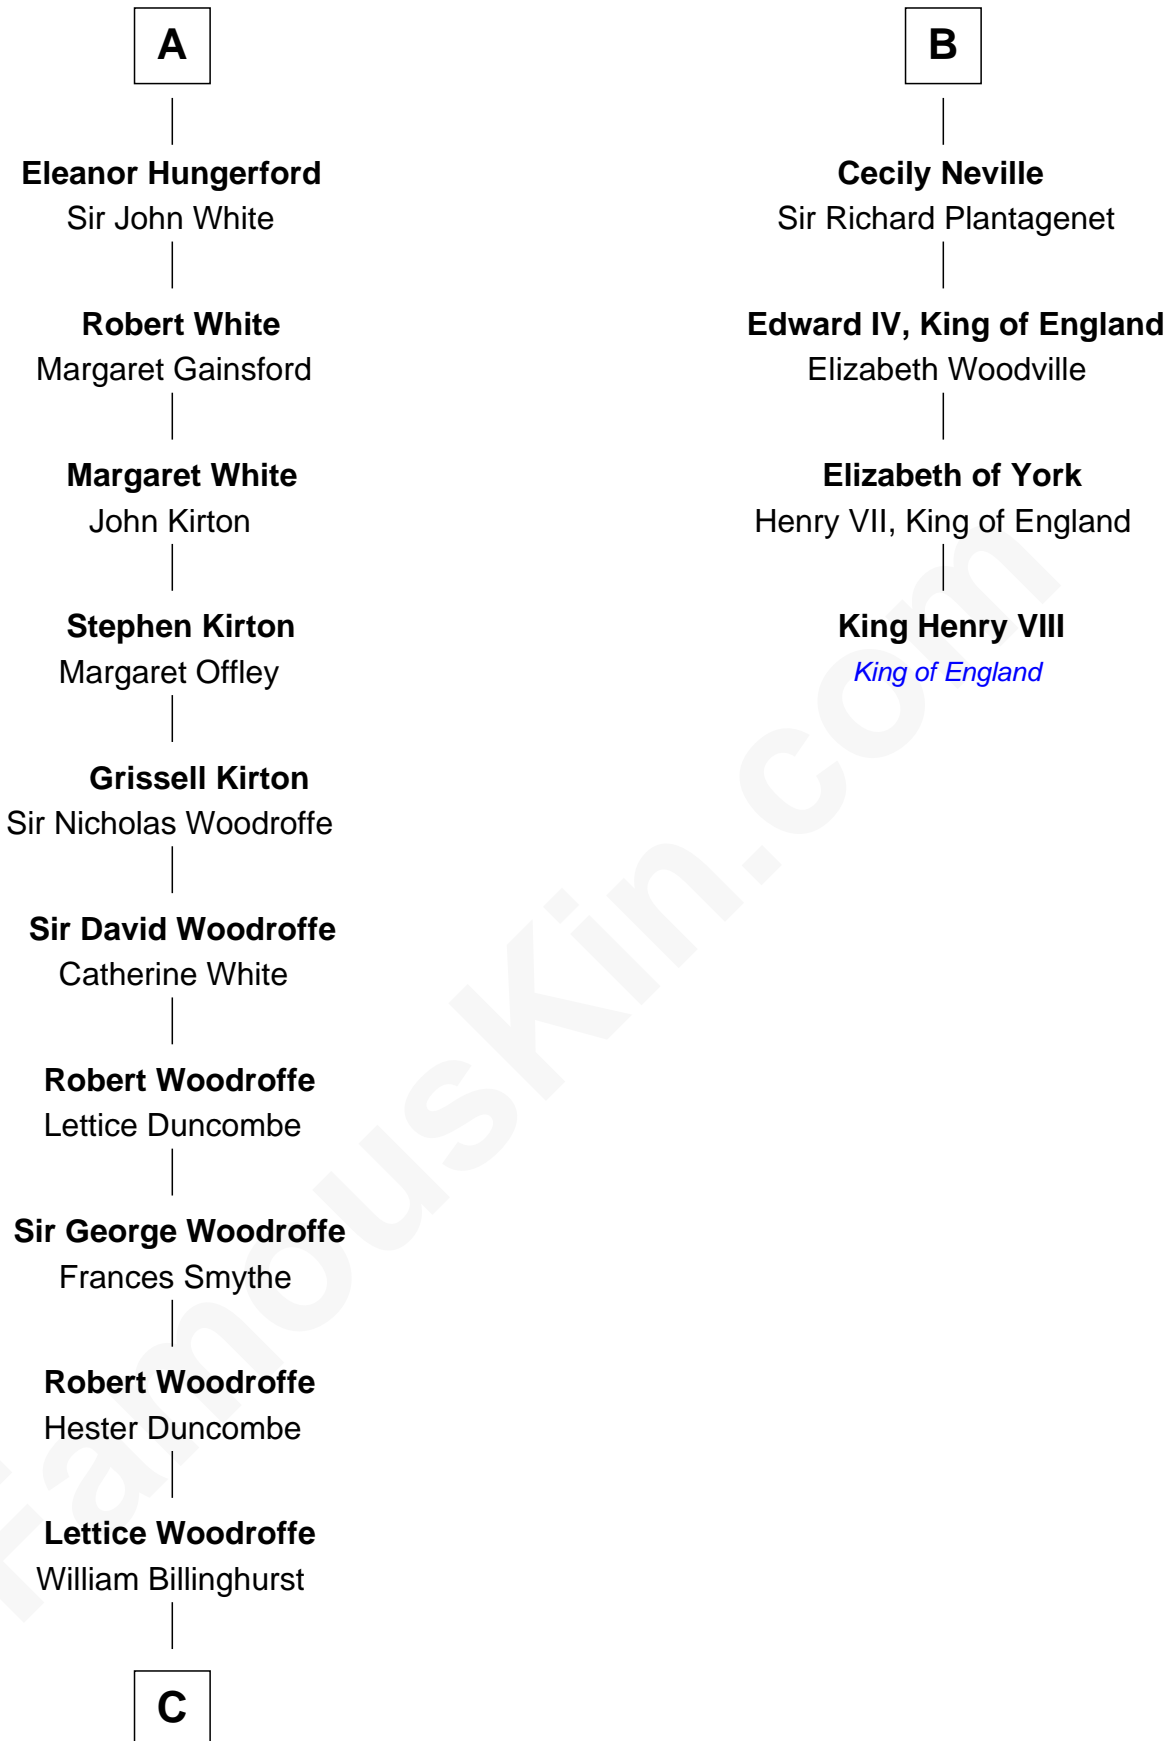 A
Eleanor Hungerford
Sir John White
Robert White
Margaret Gainsford
Margaret White
John Kirton
Stephen Kirton
Margaret Offley
Grissell Kirton
Sir Nicholas Woodroffe
Sir David Woodroffe
Catherine White
Robert Woodroffe
Lettice Duncombe
Sir George Woodroffe
Frances Smythe
Robert Woodroffe
Hester Duncombe
Lettice Woodroffe
William Billinghurst
C
B
Cecily Neville
Sir Richard Plantagenet
Edward IV, King of England
Elizabeth Woodville
Elizabeth of York
Henry VII, King of England
King Henry VIII
King of England
FamousKin.com